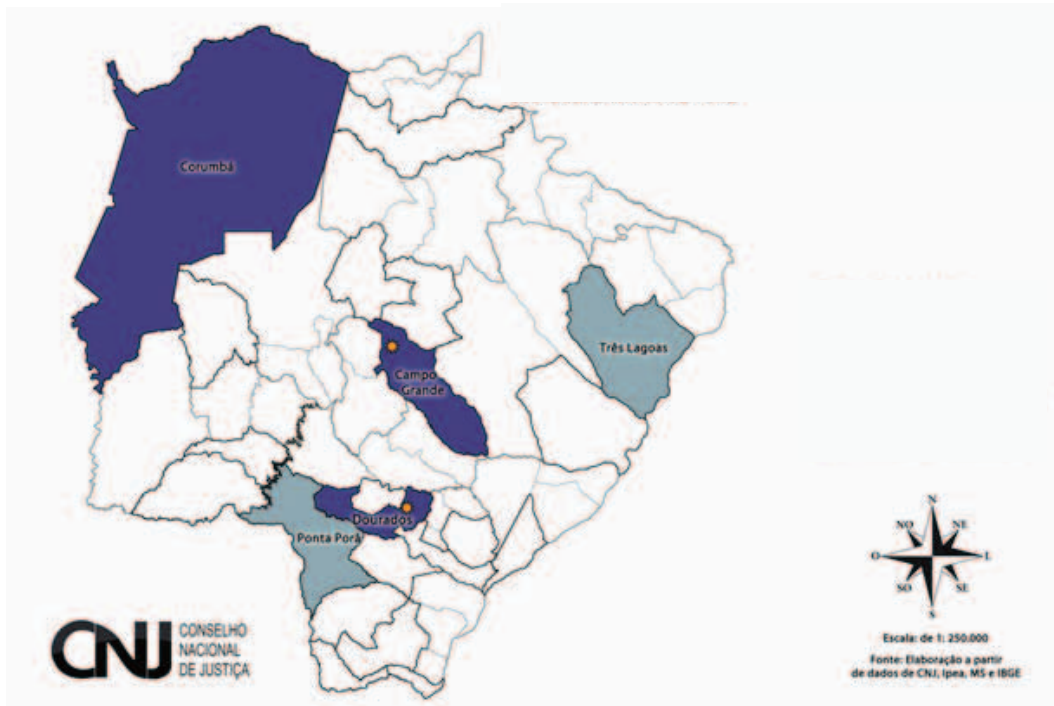 Corumbá
Três Lagoas
Campo
Grande
Dourados
Ponta Porã
N
NO
NE
O
L
SO
SE
S
CNJ
CONSELHO
NACIONAL
DE JUSTIÇA
Escala: de 1: 250.000
Fonte: Elaboração a partir
de dados de CNJ, Ipea, MS e IBGE